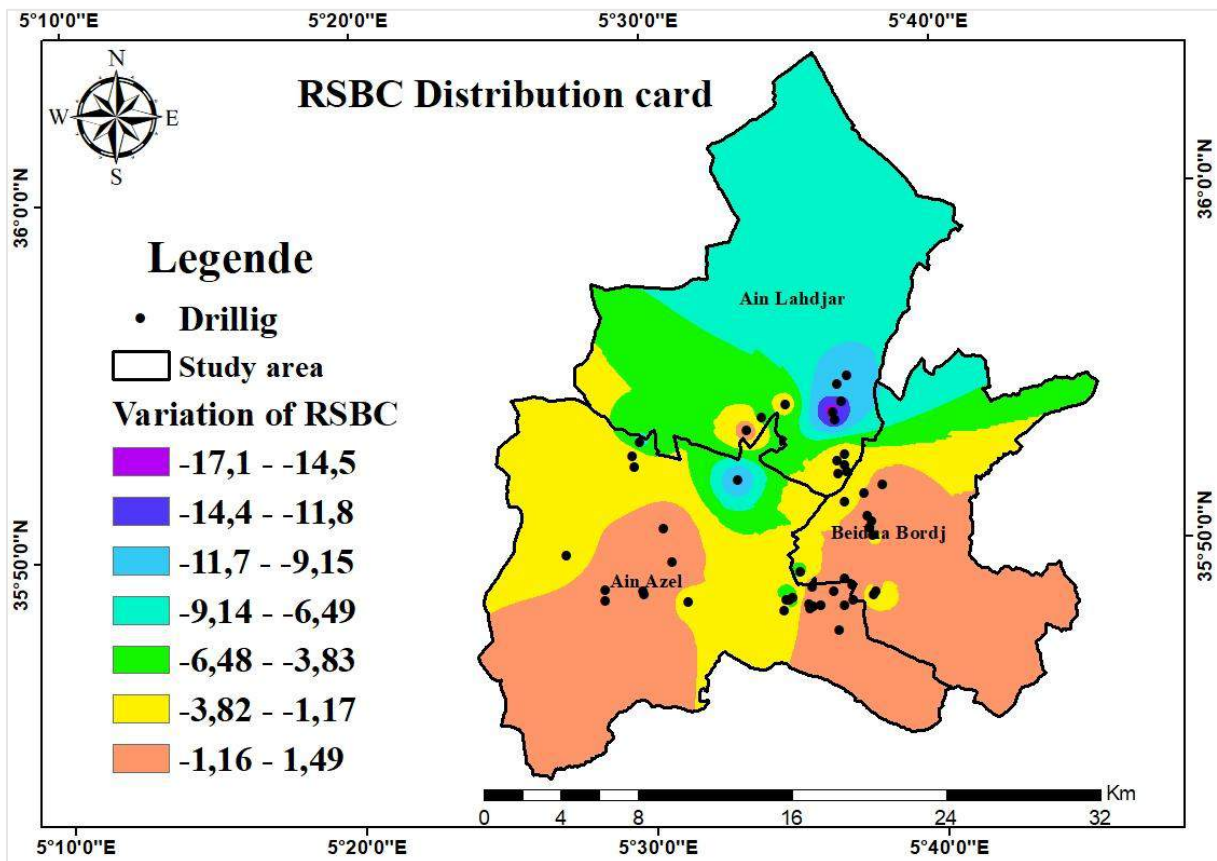 5°10'0"E 5°20'0"E 5°30'0"E 5°40'0"E
N
W E
S
RSBC Distribution card
36°0'0"N
36°0'0"N
Legende
Drillig
Study area
Variation of RSBC
-17,1 - -14,5
-14,4 - -11,8
-11,7 - -9,15
-9,14 - -6,49
-6,48 - -3,83
-3,82 - -1,17
-1,16 - 1,49
Ain Lahdjar
Beidha Bordj
Ain Azel
35°50'0"N
35°50'0"N
Km
0 4 8 16 24 32
5°10'0"E 5°20'0"E 5°30'0"E 5°40'0"E